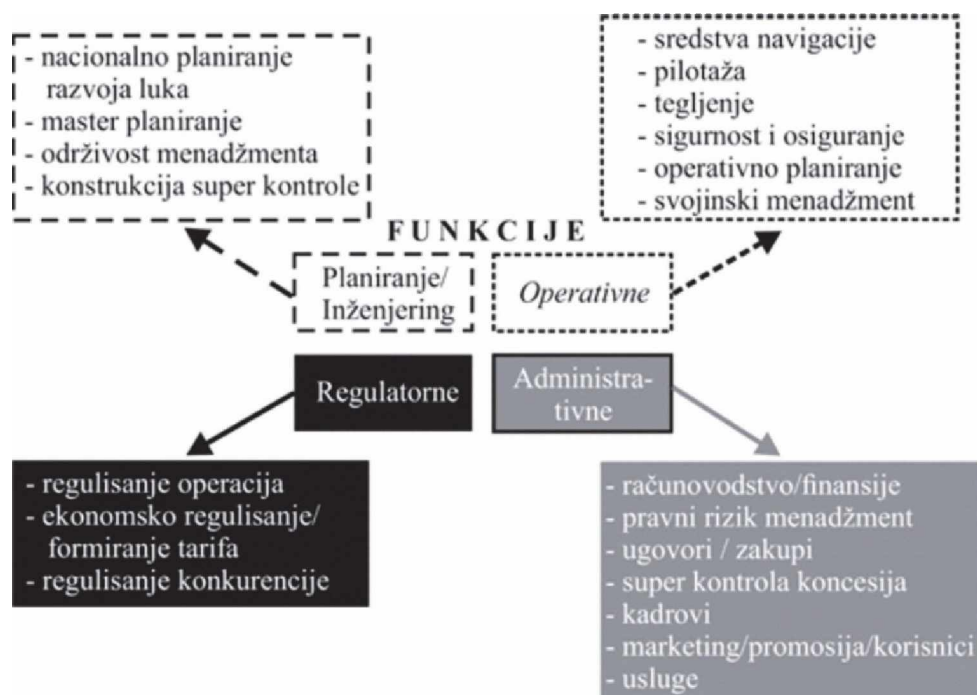 - nacionalno planiranje
razvoja luka
- master planiranje
- održivost menadžmenta
- konstrukcija super kontrole
- sredstva navigacije
- pilotaža
- tegljenje
- sigurnost i osiguranje
- operativno planiranje
- svojinski menadžment
FUNKCIJE
Planiranje/
Inženjering
Operativne
Regulatorne
Administra-
tivne
- regulisanje operacija
- ekonomsko regulisanje/
formiranje tarifa
- regulisanje konkurencije
- računovodstvo/finansije
- pravni rizik menadžment
- ugovori / zakupi
- super kontrola koncesija
- kadrovi
- marketing/promosija/korisnici
- usluge